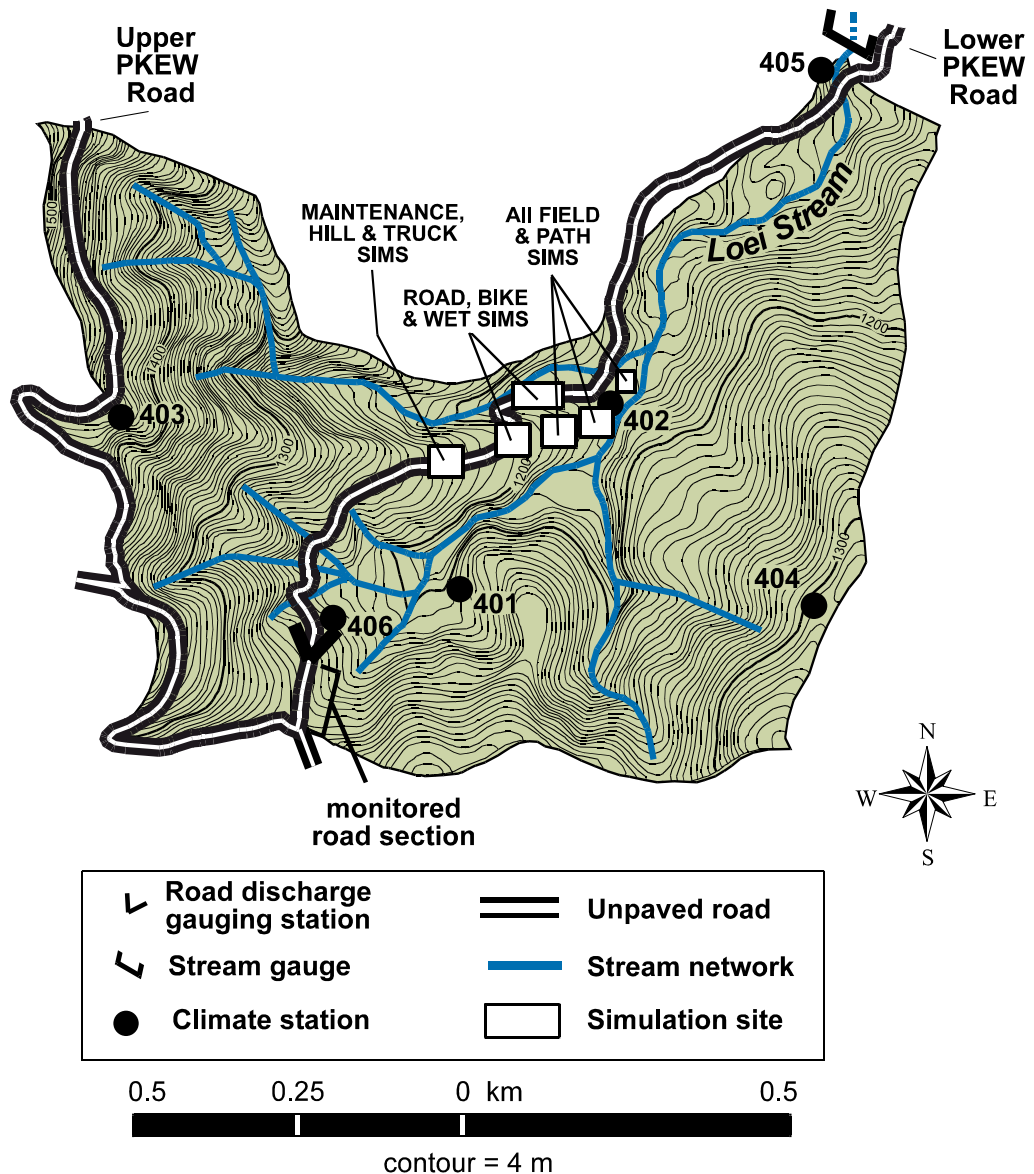 Upper
PKEW
Road
405
Lower
PKEW
Road
1500
MAINTENANCE,
HILL & TRUCK
SIMS
All FIELD
& PATH
SIMS
Loei Stream
ROAD, BIKE
& WET SIMS
1200
1100
403
402
1300
1200
1300
404
401
406
monitored
road section
N
W E
S
Road discharge
gauging station
Unpaved road
Stream gauge
Stream network
Climate station
Simulation site
0.5 0.25 0 km 0.5
contour = 4 m